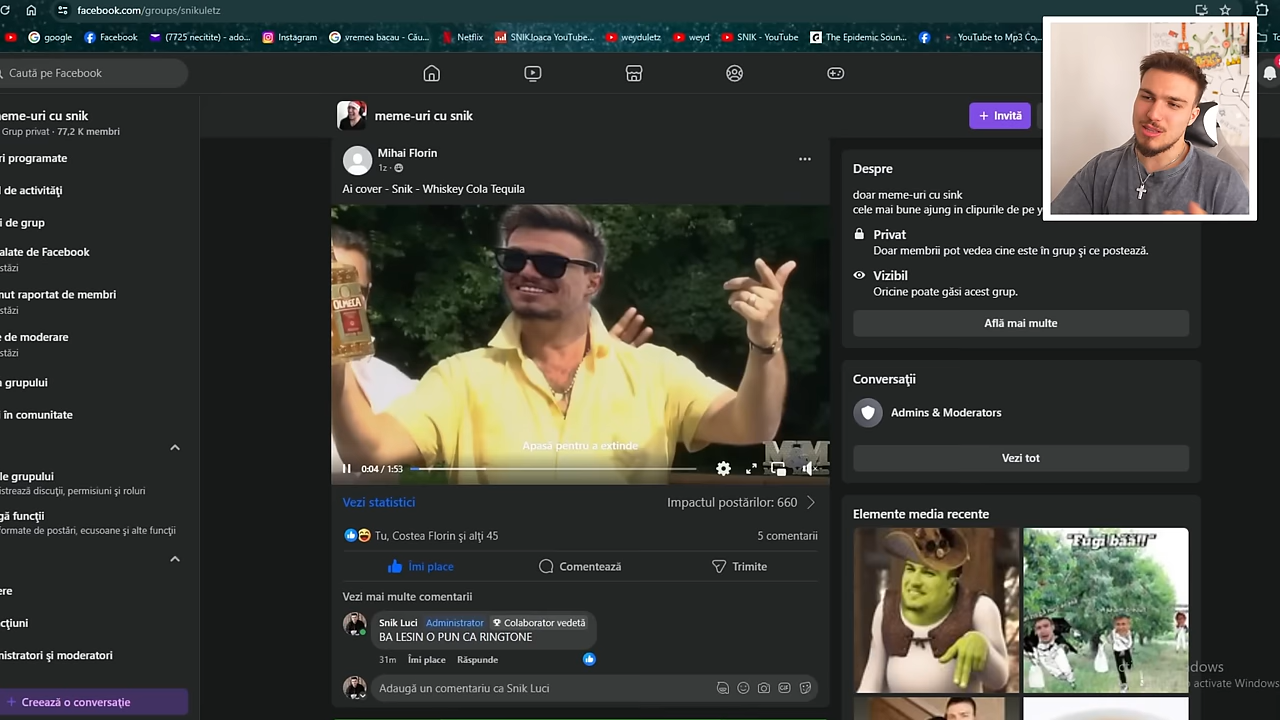 facebook.com/groups/snikuletz
google
Facebook
(7725 necitite) - ado...
Instagram
vremea bacau - Cău...
Netflix
SNIKJoaca YouTube...
weyduletz
weyd
SNIK - YouTube
The Epidemic Soun...
YouTube to Mp3 Co...
Caută pe Facebook
eme-uri cu snik
Grup privat · 77,2 K membri
ri programate
l de activități
i de grup
alate de Facebook
stăzi
nut raportat de membri
stăzi
e de moderare
stăzi
a grupului
i în comunitate
le grupului
istrează discuții, permisiuni și roluri
gă funcții
formate de postări, ecusoane și alte funcții
ere
cțiuni
nistratori și moderatori
+ Creează o conversație
meme-uri cu snik
+ Invită
Mihai Florin
1z ·
Ai cover - Snik - Whiskey Cola Tequila
OLMECA
Apasă pentru a extinde
MM
0:04 / 1:53
Vezi statistici
Impactul postărilor: 660
Tu, Costea Florin și alți 45
5 comentarii
Îmi place
Comentează
Trimite
Vezi mai multe comentarii
Snik Luci Administrator Colaborator vedetă
BA LESIN O PUN CA RINGTONE
31m Îmi place Răspunde
Adaugă un comentariu ca Snik Luci
GIF
Despre
doar meme-uri cu sink
cele mai bune ajung in clipurile de pe y
Privat
Doar membrii pot vedea cine este în grup și ce postează.
Vizibil
Oricine poate găsi acest grup.
Află mai multe
Conversații
Admins & Moderators
Vezi tot
Elemente media recente
"Fugi băă!!"
dows
activate Windows